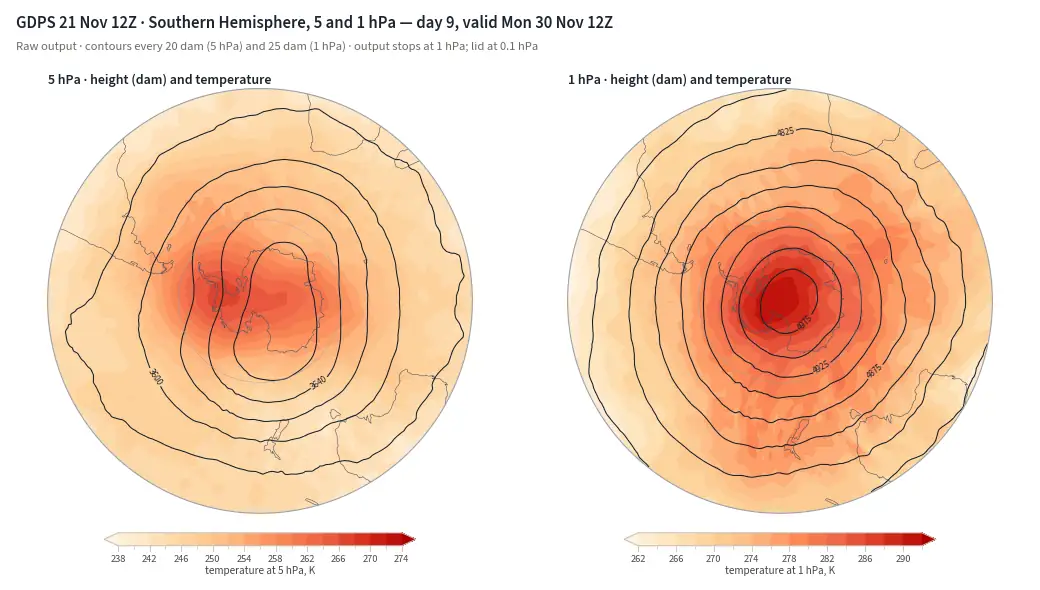 GDPS 21 Nov 12Z · Southern Hemisphere, 5 and 1 hPa — day 9, valid Mon 30 Nov 12Z
Raw output · contours every 20 dam (5 hPa) and 25 dam (1 hPa) · output stops at 1 hPa; lid at 0.1 hPa
5 hPa · height (dam) and temperature
3600
3640
238 242 246 250 254 258 262 266 270 274
temperature at 5 hPa, K
1 hPa · height (dam) and temperature
4825
4975
4925
4875
262 266 270 274 278 282 286 290
temperature at 1 hPa, K